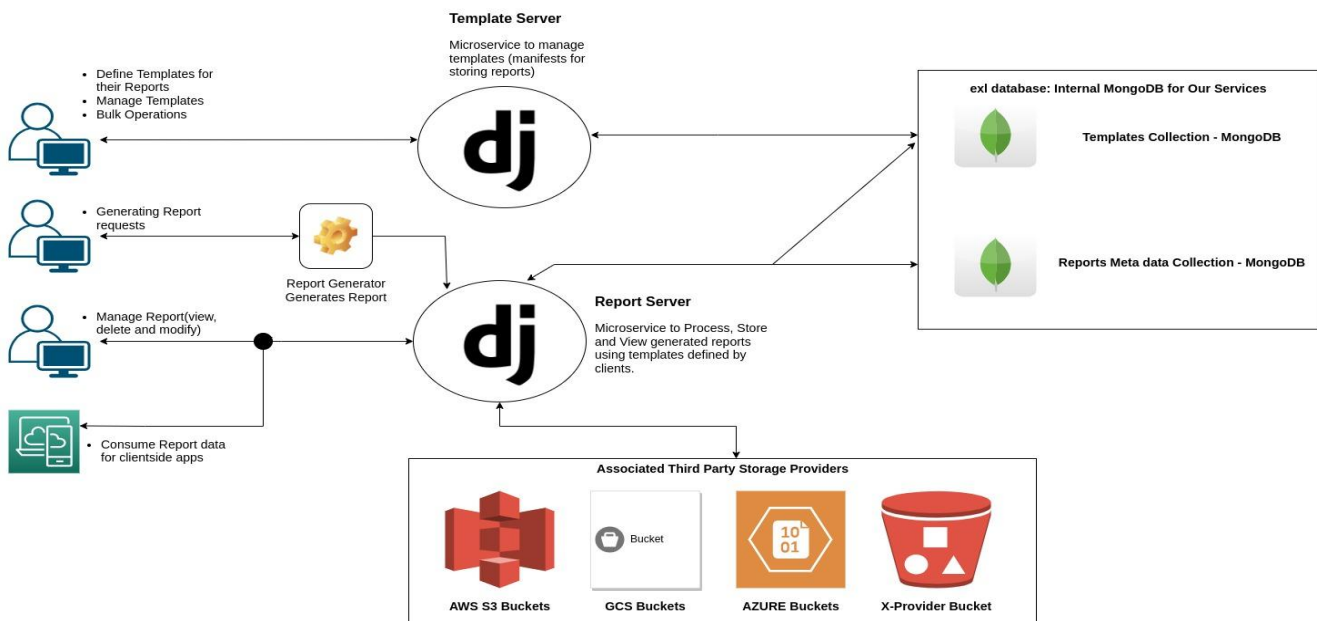 Template Server
Microservice to manage
templates (manifests for
storing reports)
Define Templates for
their Reports
Manage Templates
Bulk Operations
dj
exl database: Internal MongoDB for Our Services
Templates Collection - MongoDB
Generating Report
requests
Report Generator
Generates Report
Reports Meta data Collection - MongoDB
Manage Report(view,
delete and modify)
dj
Report Server
Microservice to Process, Store
and View generated reports
using templates defined by
clients.
Consume Report data
for clientside apps
Associated Third Party Storage Providers
Bucket
10
01
AWS S3 Buckets
GCS Buckets
AZURE Buckets
X-Provider Bucket